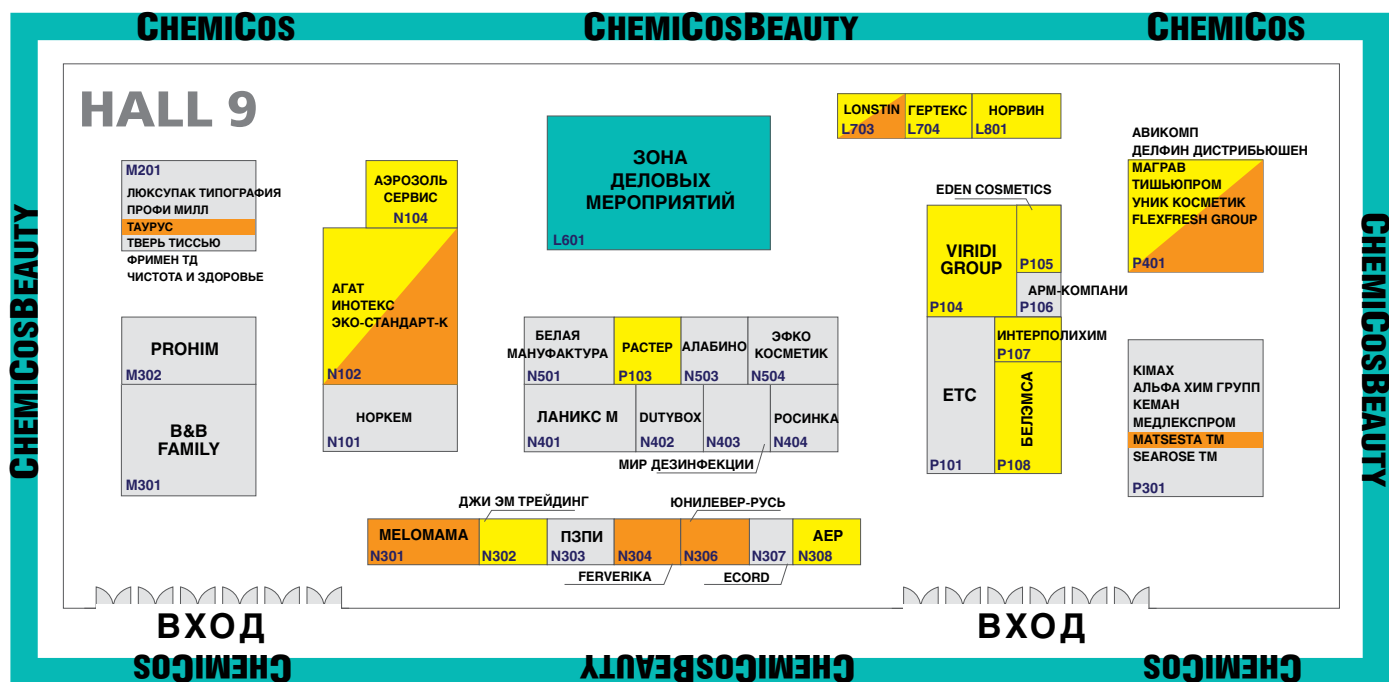 CHEMICOS
CHEMICOSBEAUTY
CHEMICOS
HALL 9
M201
ЛЮКСУПАК ТИПОГРАФИЯ
ПРОФИ МИЛЛ
ТАУРУС
ТВЕРЬ ТИССЬЮ
ФРИМЕН ТД
ЧИСТОТА И ЗДОРОВЬЕ
АЭРОЗОЛЬ
СЕРВИС
N104
АГАТ
ИНОТЕКС
ЭКО-СТАНДАРТ-К
N102
НОРКЕМ
N101
PROHIM
M302
B&B
FAMILY
M301
ЗОНА
ДЕЛОВЫХ
МЕРОПРИЯТИЙ
L601
LONSTIN
L703
ГЕРТЕКС
L704
НОРВИН
L801
АВИКОМП
ДЕЛФИН ДИСТРИБЬЮШЕН
МАГРАВ
ТИШЬЮПРОМ
УНИК КОСМЕТИК
FLEXFRESH GROUP
P401
EDEN COSMETICS
VIRIDI
GROUP
P104
P105
АРМ-КОМПАНИ
P106
ИНТЕРПОЛИХИМ
P107
ЕТС
P101
БЕЛЭМСА
P108
KIMAX
АЛЬФА ХИМ ГРУПП
КЕМАН
МЕДЛЕКСПРОМ
MATSESTA TM
SEAROSE TM
P301
БЕЛАЯ
МАНУФАКТУРА
N501
РАСТЕР
P103
АЛАБИНО
N503
ЭФКО
КОСМЕТИК
N504
ЛАНИКС М
N401
DUTYBOX
N402
N403
РОСИНКА
N404
МИР ДЕЗИНФЕКЦИИ
ДЖИ ЭМ ТРЕЙДИНГ
ЮНИЛЕВЕР-РУСЬ
MELOMAMA
N301
N302
ПЗПИ
N303
N304
N306
N307
АЕР
N308
FERVERIKA
ECORD
ВХОД
ВХОД
CHEMICOSBEAUTY
CHEMICOSBEAUTY
CHEMICOS
CHEMICOSBEAUTY
CHEMICOS